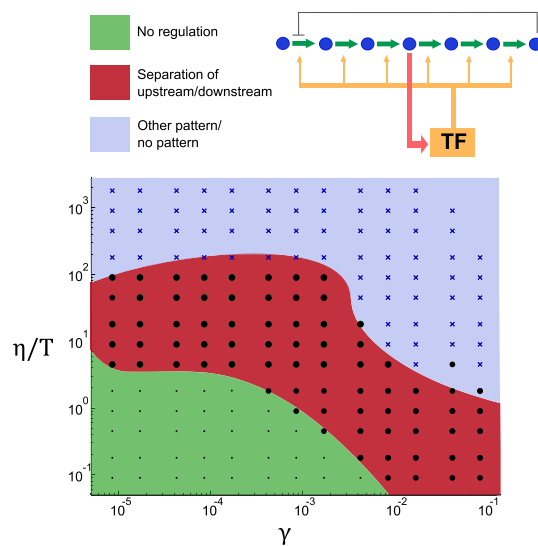 No regulation
Separation of
upstream/downstream
Other pattern/
no pattern
TF
10³
10²
10¹
10⁰
10⁻¹
η/T
10⁻⁵
10⁻⁴
10⁻³
10⁻²
10⁻¹
γ